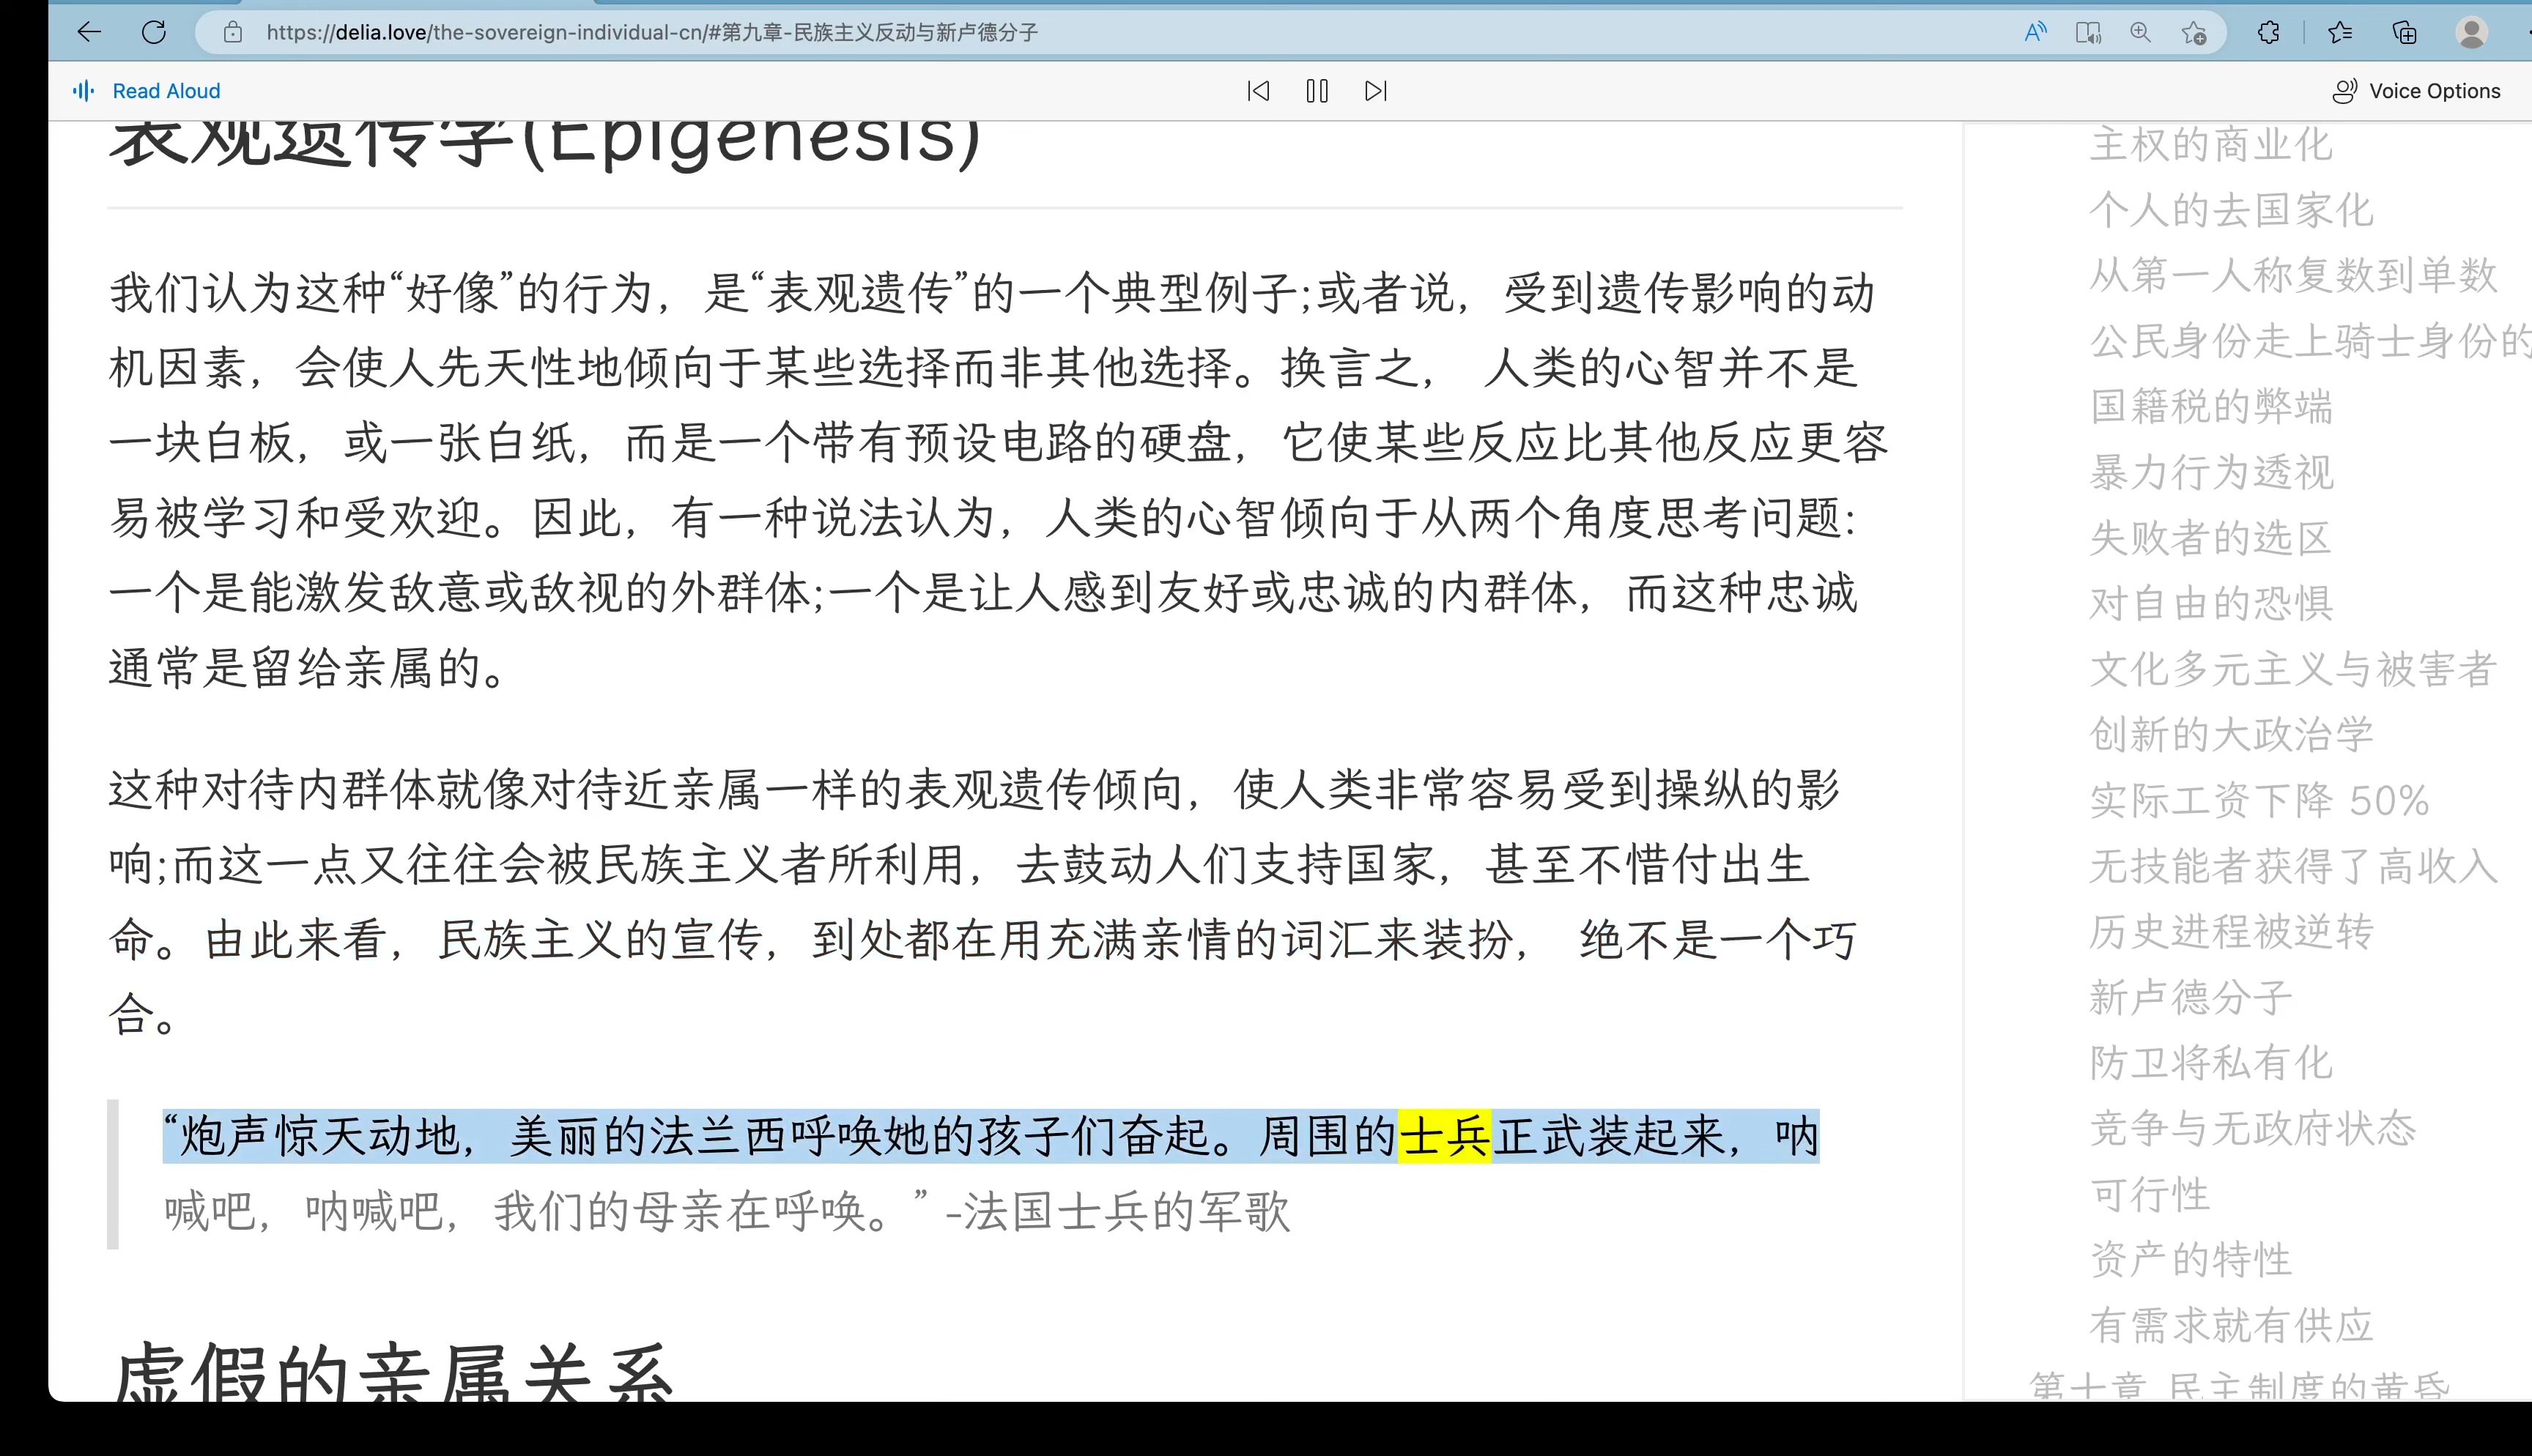 https://delia.love/the-sovereign-individual-cn/#第九章-民族主义反动与新卢德分子
Read Aloud
Voice Options
表观遗传学(Epigenesis)
我们认为这种“好像”的行为，是“表观遗传”的一个典型例子;或者说，受到遗传影响的动
机因素，会使人先天性地倾向于某些选择而非其他选择。换言之， 人类的心智并不是
一块白板，或一张白纸，而是一个带有预设电路的硬盘，它使某些反应比其他反应更容
易被学习和受欢迎。因此，有一种说法认为，人类的心智倾向于从两个角度思考问题:
一个是能激发敌意或敌视的外群体;一个是让人感到友好或忠诚的内群体，而这种忠诚
通常是留给亲属的。
这种对待内群体就像对待近亲属一样的表观遗传倾向，使人类非常容易受到操纵的影
响;而这一点又往往会被民族主义者所利用，去鼓动人们支持国家，甚至不惜付出生
命。由此来看，民族主义的宣传，到处都在用充满亲情的词汇来装扮， 绝不是一个巧
合。
“炮声惊天动地，美丽的法兰西呼唤她的孩子们奋起。周围的士兵正武装起来，呐
喊吧，呐喊吧，我们的母亲在呼唤。” -法国士兵的军歌
虚假的亲属关系
主权的商业化
个人的去国家化
从第一人称复数到单数
公民身份走上骑士身份的
国籍税的弊端
暴力行为透视
失败者的选区
对自由的恐惧
文化多元主义与被害者
创新的大政治学
实际工资下降 50%
无技能者获得了高收入
历史进程被逆转
新卢德分子
防卫将私有化
竞争与无政府状态
可行性
资产的特性
有需求就有供应
第十章 民主制度的黄昏